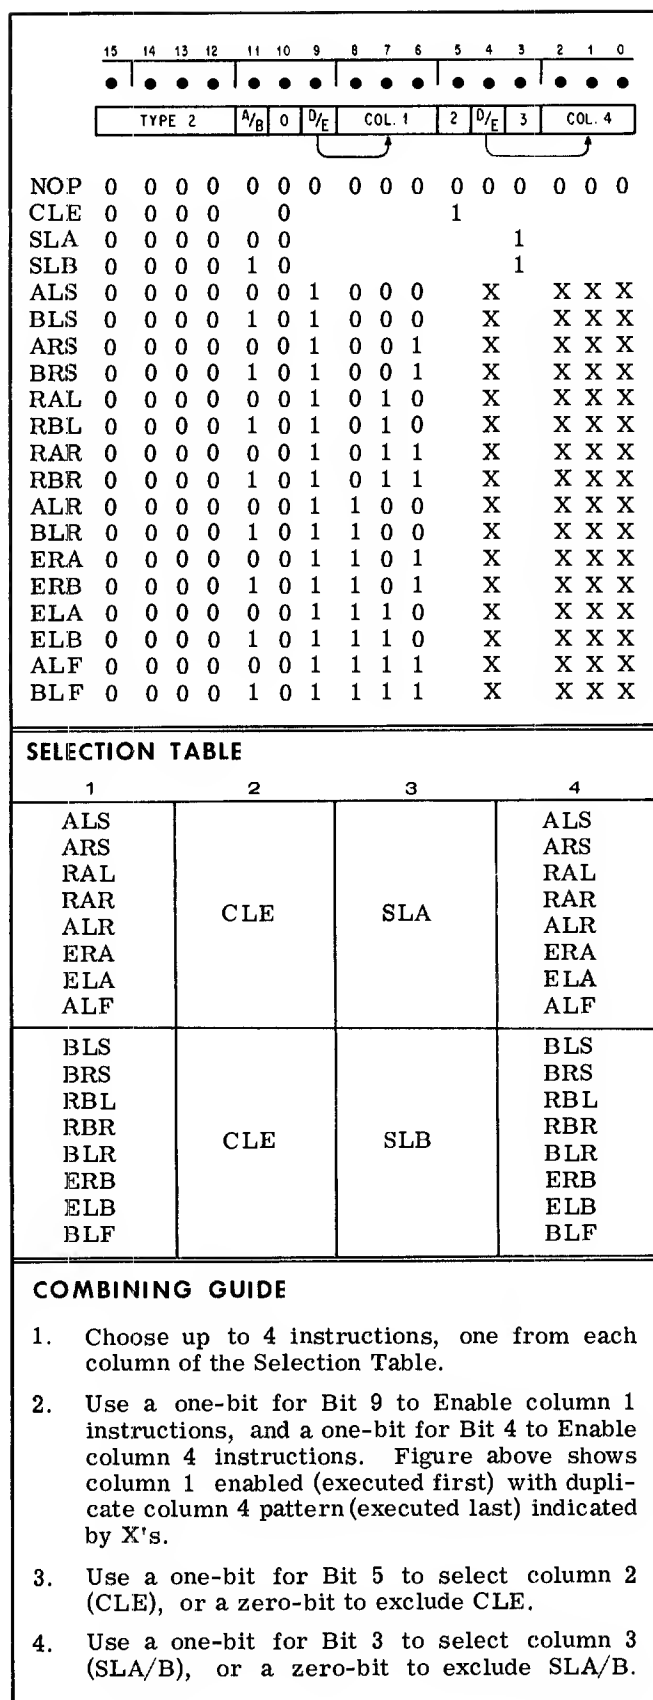 15 14 13 12 11 10 9 8 7 6 5 4 3 2 1 0
TYPE 2 A/B 0 D/E COL. 1 2 D/E 3 COL. 4
NOP 0 0 0 0 0 0 0 0 0 0 0 0 0 0 0 0
CLE 0 0 0 0 0 1
SLA 0 0 0 0 0 0 1
SLB 0 0 0 0 1 0 1
ALS 0 0 0 0 0 0 1 0 0 0 X X X X
BLS 0 0 0 0 1 0 1 0 0 0 X X X X
ARS 0 0 0 0 0 0 1 0 0 1 X X X X
BRS 0 0 0 0 1 0 1 0 0 1 X X X X
RAL 0 0 0 0 0 0 1 0 1 0 X X X X
RBL 0 0 0 0 1 0 1 0 1 0 X X X X
RAR 0 0 0 0 0 0 1 0 1 1 X X X X
RBR 0 0 0 0 1 0 1 0 1 1 X X X X
ALR 0 0 0 0 0 0 1 1 0 0 X X X X
BLR 0 0 0 0 1 0 1 1 0 0 X X X X
ERA 0 0 0 0 0 0 1 1 0 1 X X X X
ERB 0 0 0 0 1 0 1 1 0 1 X X X X
ELA 0 0 0 0 0 0 1 1 1 0 X X X X
ELB 0 0 0 0 1 0 1 1 1 0 X X X X
ALF 0 0 0 0 0 0 1 1 1 1 X X X X
BLF 0 0 0 0 1 0 1 1 1 1 X X X X
SELECTION TABLE
1 2 3 4
ALS ALS
ARS ARS
RAL RAL
RAR RAR
CLE SLA
ALR ALR
ERA ERA
ELA ELA
ALF ALF
BLS BLS
BRS BRS
RBL RBL
RBR RBR
CLE SLB
BLR BLR
ERB ERB
ELB ELB
BLF BLF
COMBINING GUIDE
1. Choose up to 4 instructions, one from each
column of the Selection Table.
2. Use a one-bit for Bit 9 to Enable column 1
instructions, and a one-bit for Bit 4 to Enable
column 4 instructions. Figure above shows
column 1 enabled (executed first) with dupli-
cate column 4 pattern (executed last) indicated
by X's.
3. Use a one-bit for Bit 5 to select column 2
(CLE), or a zero-bit to exclude CLE.
4. Use a one-bit for Bit 3 to select column 3
(SLA/B), or a zero-bit to exclude SLA/B.